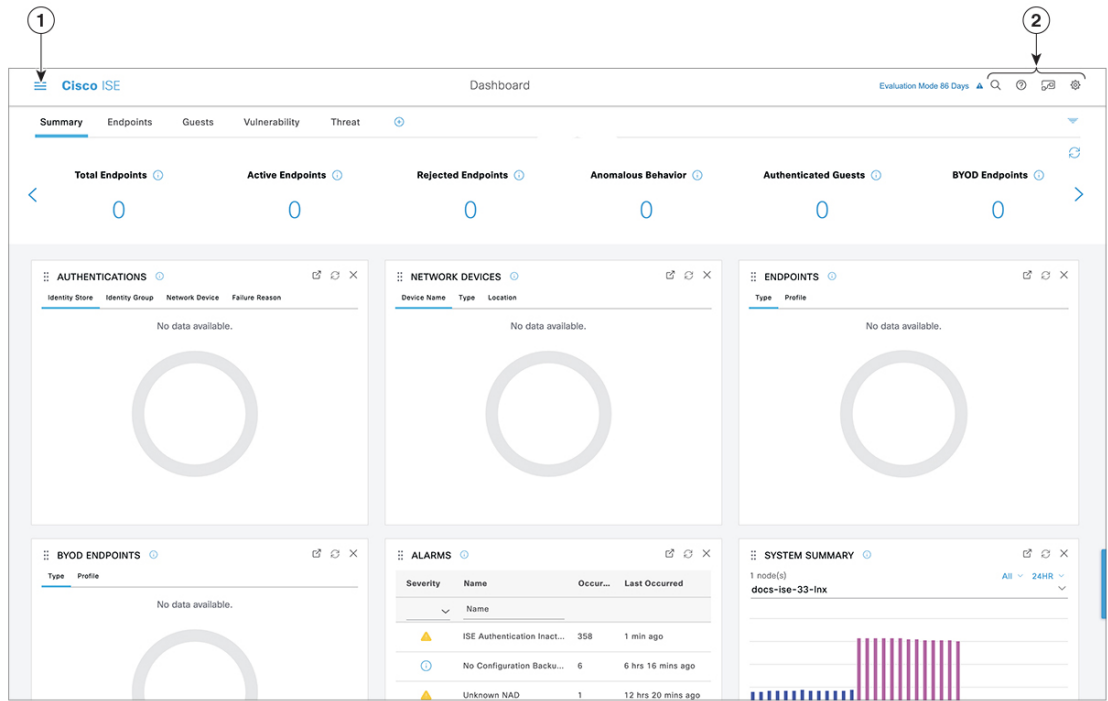 1
2
Cisco ISE Dashboard Evaluation Mode 86 Days
Summary Endpoints Guests Vulnerability Threat
Total Endpoints Active Endpoints Rejected Endpoints Anomalous Behavior Authenticated Guests BYOD Endpoints
0 0 0 0 0 0
AUTHENTICATIONS
Identity Store Identity Group Network Device Failure Reason
No data available.
NETWORK DEVICES
Device Name Type Location
No data available.
ENDPOINTS
Type Profile
No data available.
BYOD ENDPOINTS
Type Profile
No data available.
ALARMS
Severity Name Occur... Last Occurred
Name
ISE Authentication Inact... 358 1 min ago
No Configuration Backu... 6 6 hrs 16 mins ago
Unknown NAD 1 12 hrs 20 mins ago
SYSTEM SUMMARY
1 node(s) All 24HR
docs-ise-33-lnx